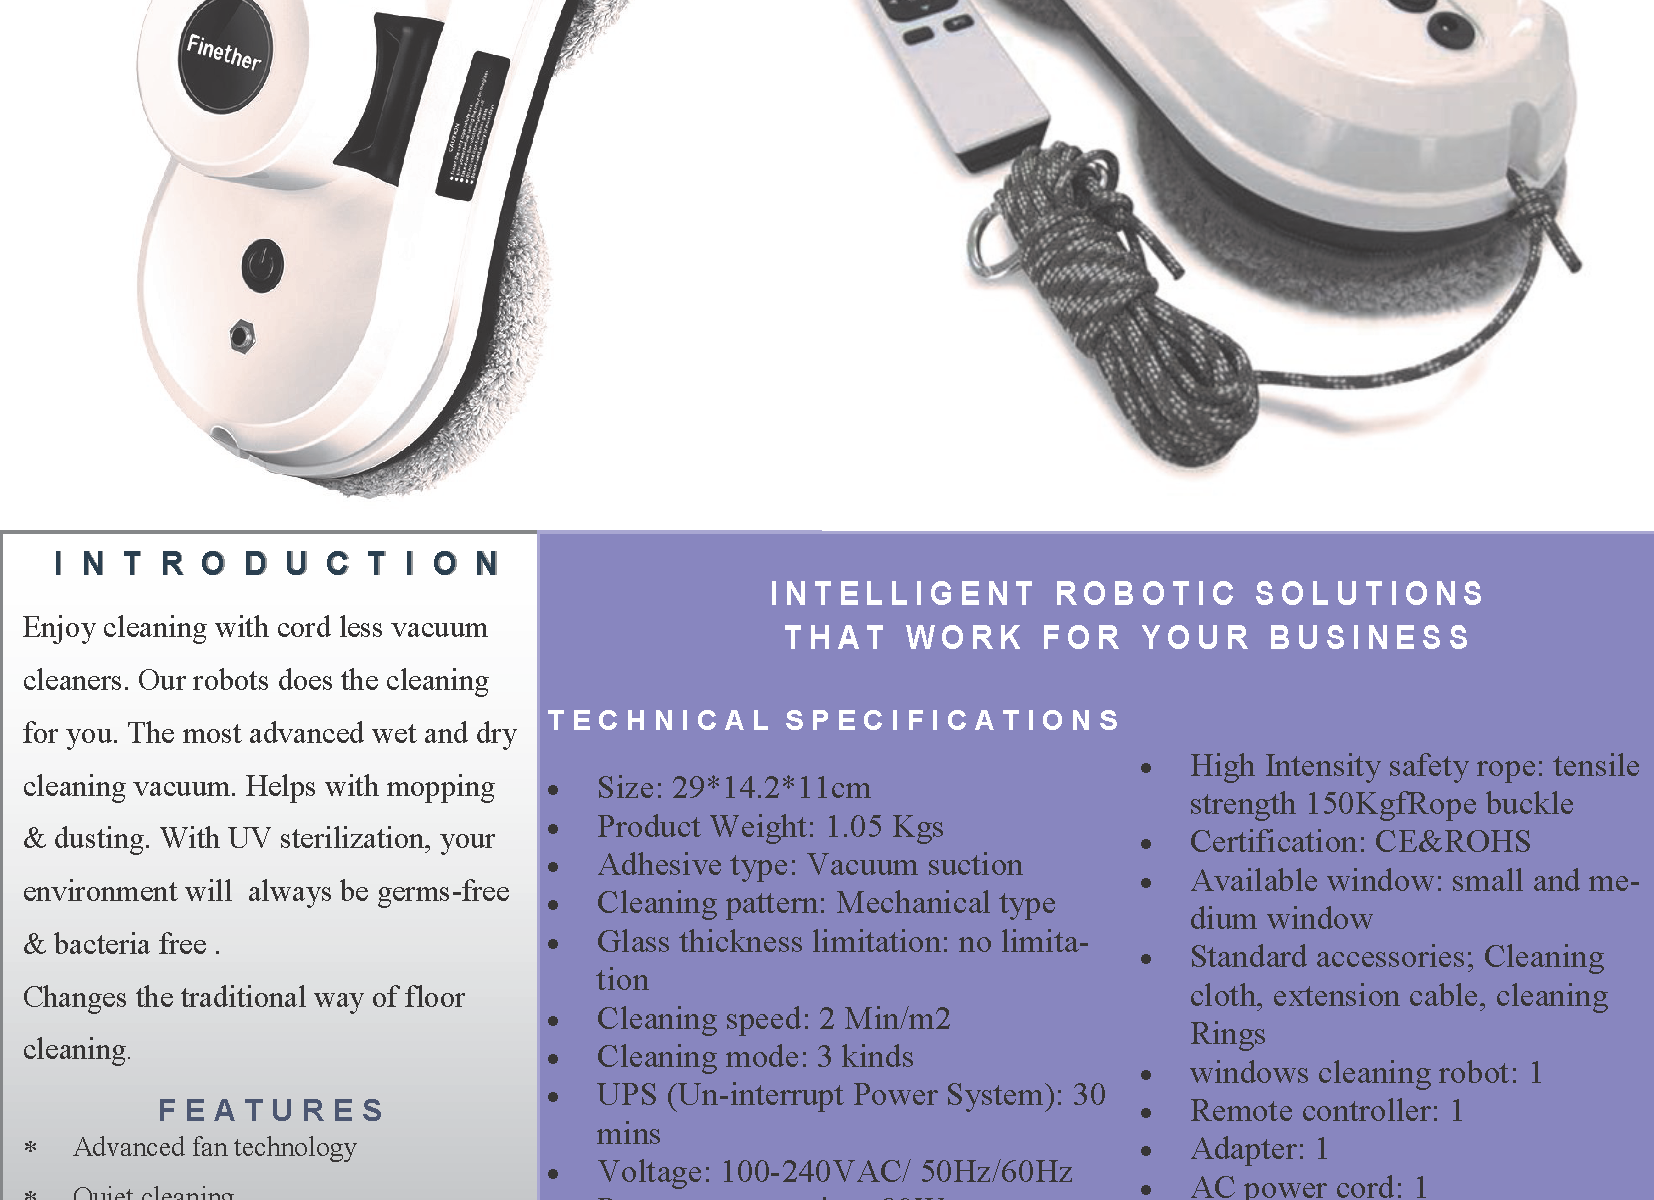 Finether
CAUTION
INTRODUCTION
Enjoy cleaning with cord less vacuum
cleaners. Our robots does the cleaning
for you. The most advanced wet and dry
cleaning vacuum. Helps with mopping
& dusting. With UV sterilization, your
environment will  always be germs-free
& bacteria free .
Changes the traditional way of floor
cleaning.
FEATURES
* Advanced fan technology
* Quiet cleaning
INTELLIGENT ROBOTIC SOLUTIONS
THAT WORK FOR YOUR BUSINESS
TECHNICAL SPECIFICATIONS
• Size: 29*14.2*11cm
• Product Weight: 1.05 Kgs
• Adhesive type: Vacuum suction
• Cleaning pattern: Mechanical type
• Glass thickness limitation: no limita-
tion
• Cleaning speed: 2 Min/m2
• Cleaning mode: 3 kinds
• UPS (Un-interrupt Power System): 30
mins
• Voltage: 100-240VAC/ 50Hz/60Hz
• High Intensity safety rope: tensile
strength 150KgfRope buckle
• Certification: CE&ROHS
• Available window: small and me-
dium window
• Standard accessories; Cleaning
cloth, extension cable, cleaning
Rings
• windows cleaning robot: 1
• Remote controller: 1
• Adapter: 1
• AC power cord: 1